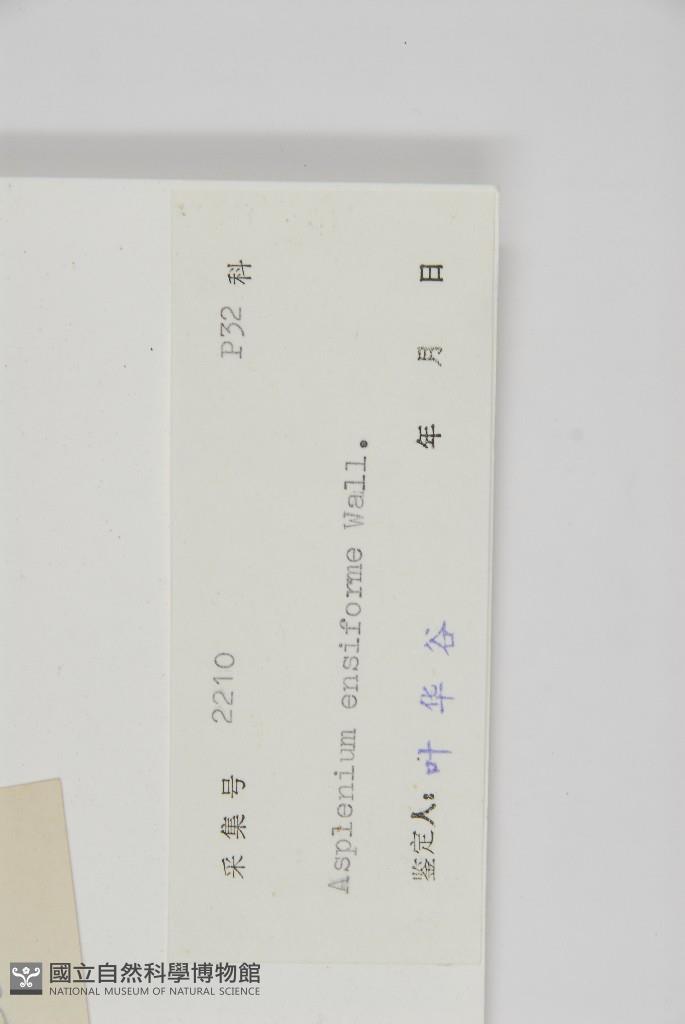 采集号 2210 P32 科
Asplenium ensiforme Wall.
鉴定人: 叶华谷 年 月 日
國立自然科學博物館
NATIONAL MUSEUM OF NATURAL SCIENCE